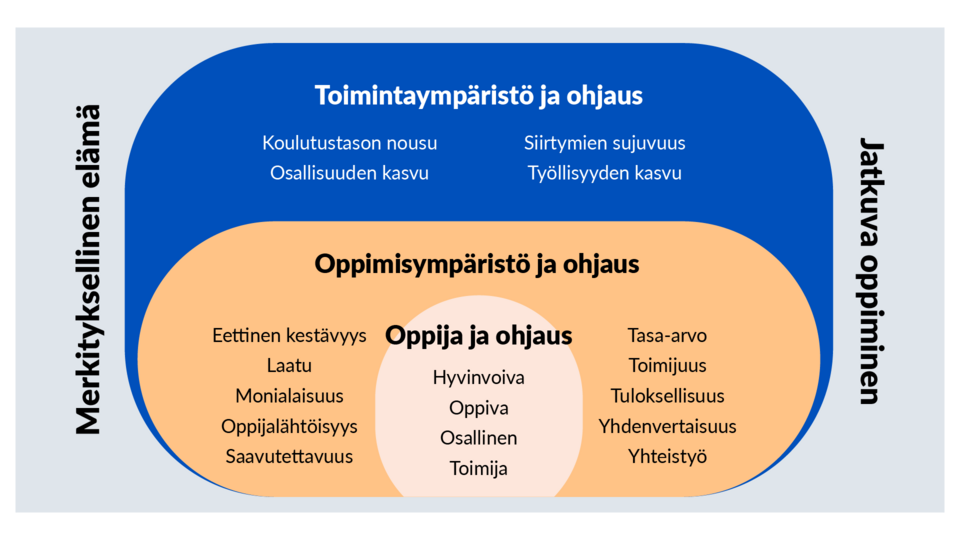 Merkityksellinen elämä
Toimintaympäristö ja ohjaus
Koulutustason nousu
Osallisuuden kasvu
Siirtymien sujuvuus
Työllisyyden kasvu
Oppimisympäristö ja ohjaus
Eettinen kestävyys
Laatu
Monialaisuus
Oppijalähtöisyys
Saavutettavuus
Oppija ja ohjaus
Hyvinvoiva
Oppiva
Osallinen
Toimija
Tasa-arvo
Toimijuus
Tuloksellisuus
Yhdenvertaisuus
Yhteistyö
Jatkuva oppiminen